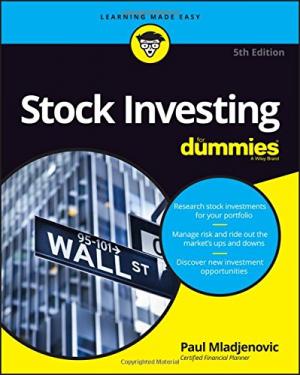 LEARNING MADE EASY
5th Edition
Stock Investing
for
dummies
A Wiley Brand
Research stock investments
for your portfolio
Manage risk and ride out the
market's ups and downs
Discover new investment
opportunities
95-101
WALL ST
Paul Mladjenovic
Certified Financial Planner